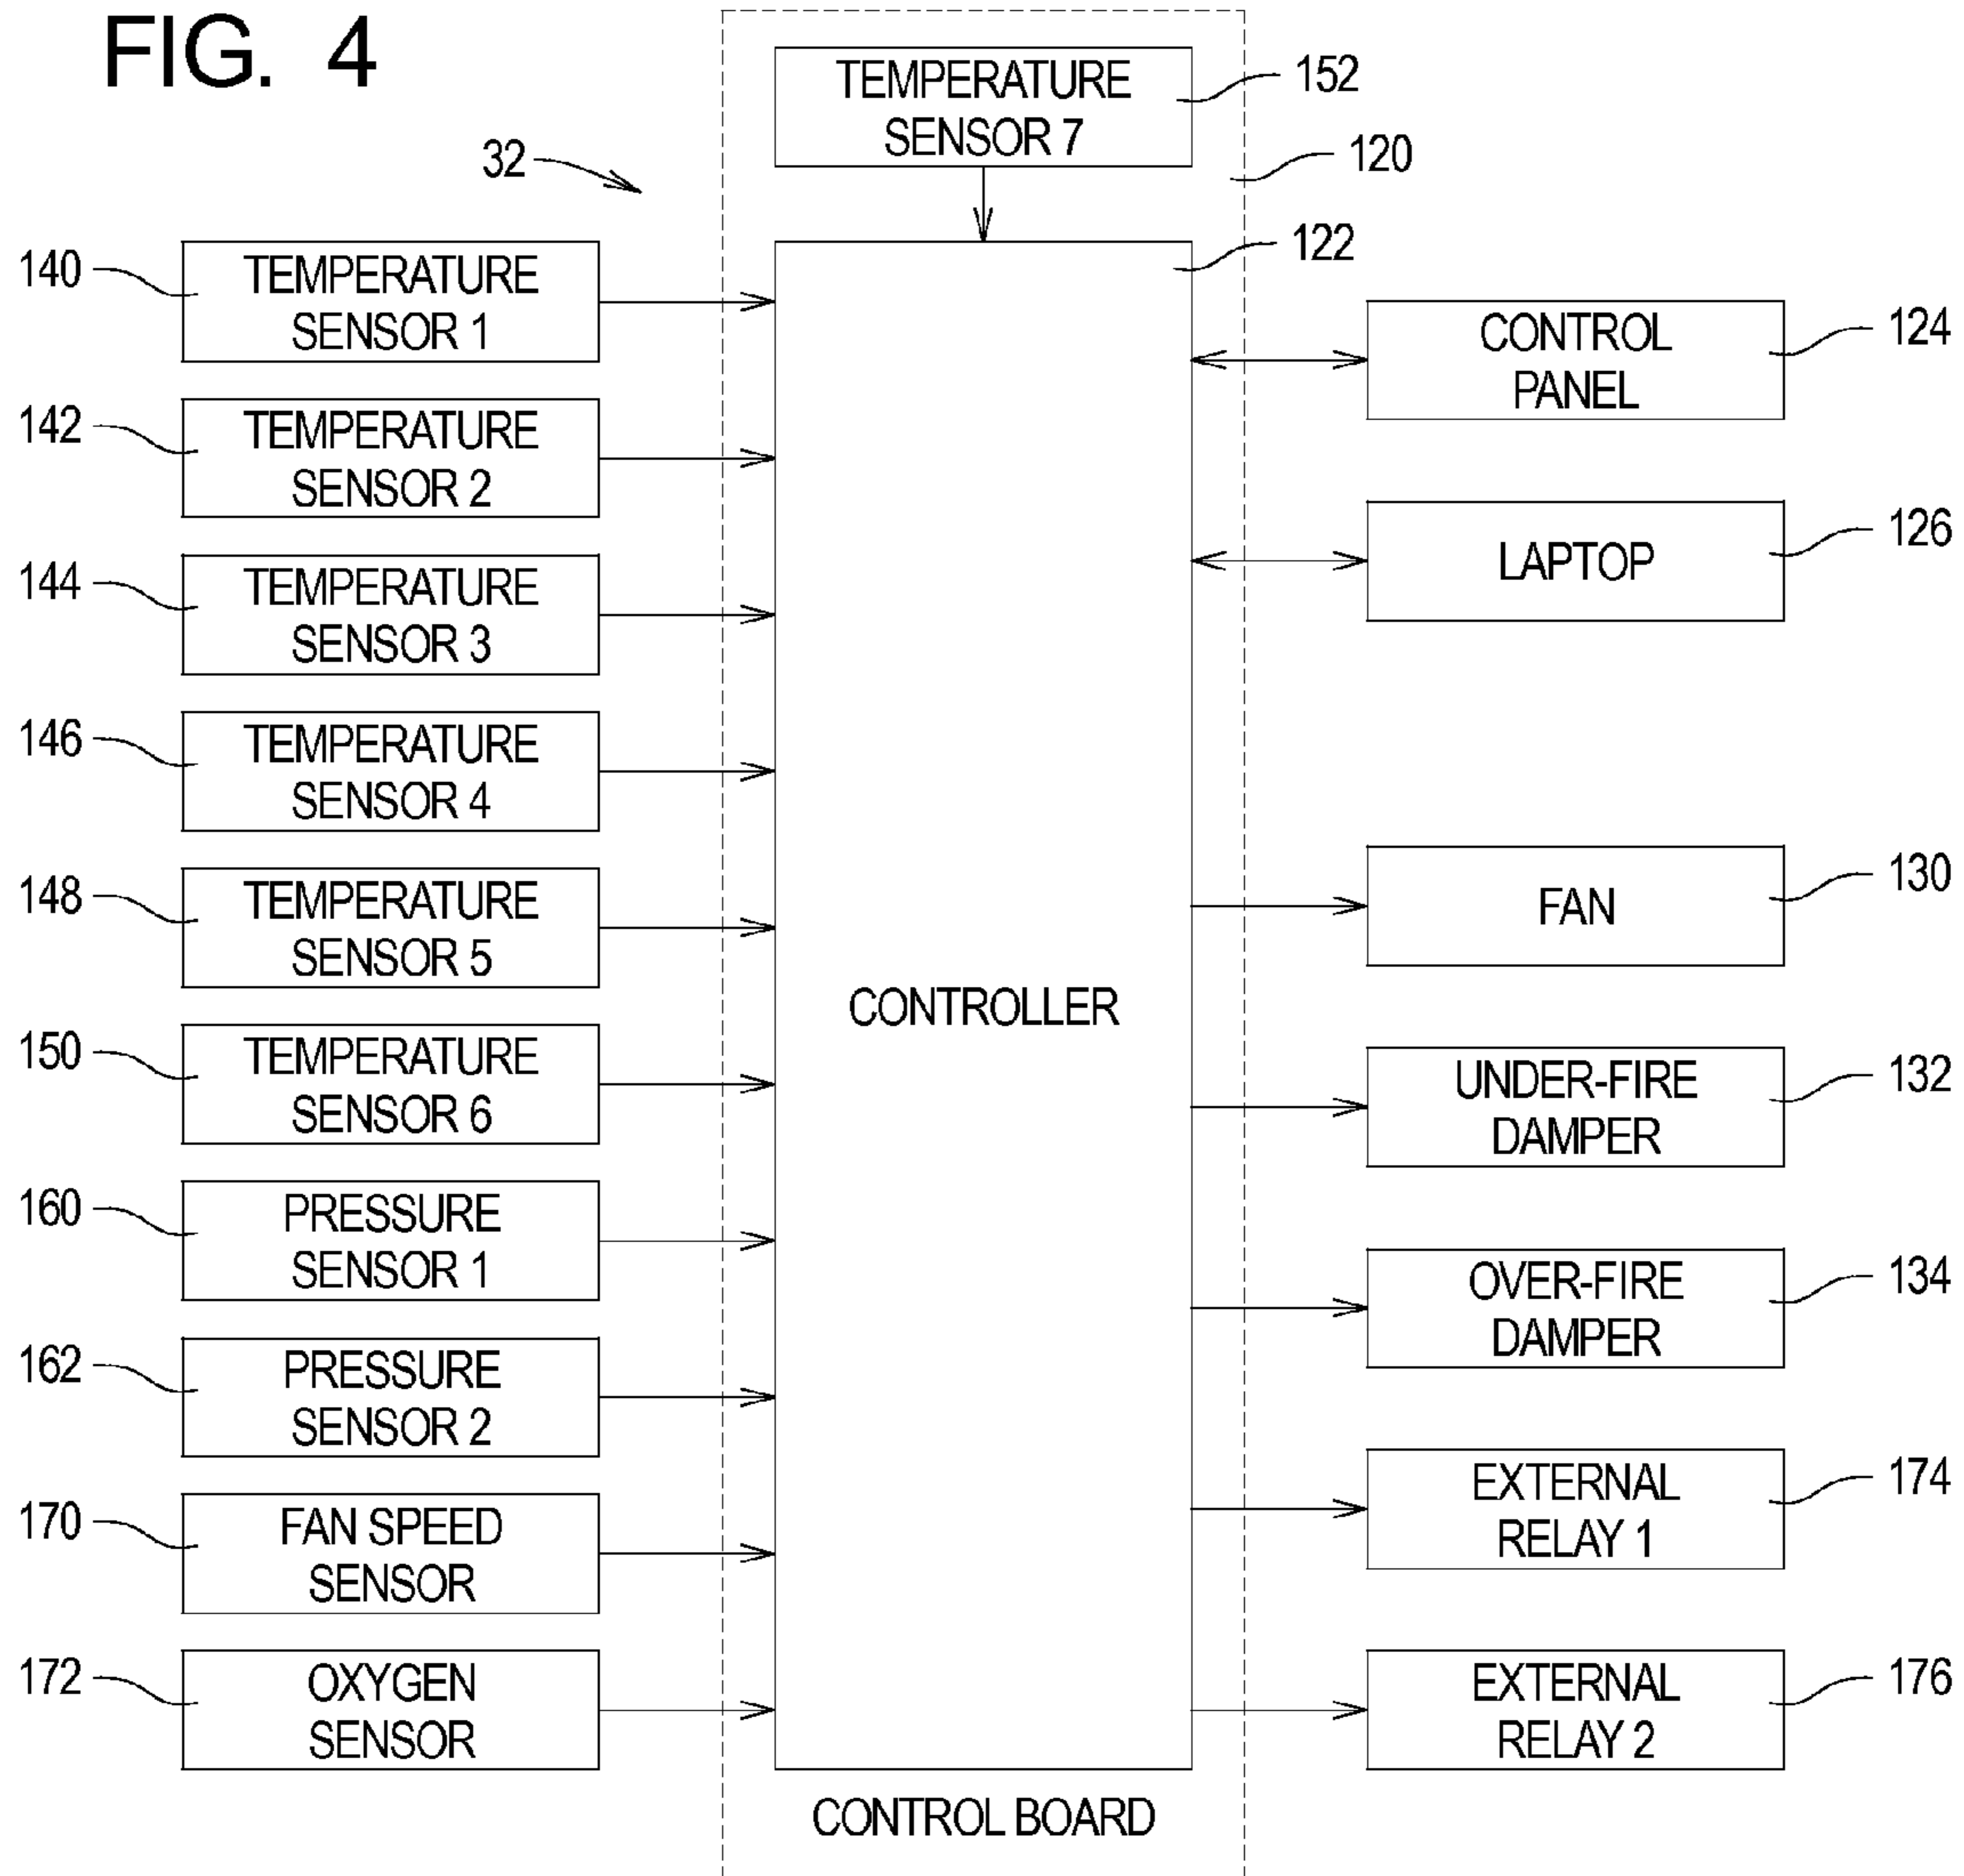 FIG. 4
TEMPERATURE
SENSOR 7
152
120
32
122
140
TEMPERATURE
SENSOR 1
142
TEMPERATURE
SENSOR 2
144
TEMPERATURE
SENSOR 3
146
TEMPERATURE
SENSOR 4
148
TEMPERATURE
SENSOR 5
150
TEMPERATURE
SENSOR 6
160
PRESSURE
SENSOR 1
162
PRESSURE
SENSOR 2
170
FAN SPEED
SENSOR
172
OXYGEN
SENSOR
CONTROLLER
CONTROL BOARD
CONTROL
PANEL
124
LAPTOP
126
FAN
130
UNDER-FIRE
DAMPER
132
OVER-FIRE
DAMPER
134
EXTERNAL
RELAY 1
174
EXTERNAL
RELAY 2
176